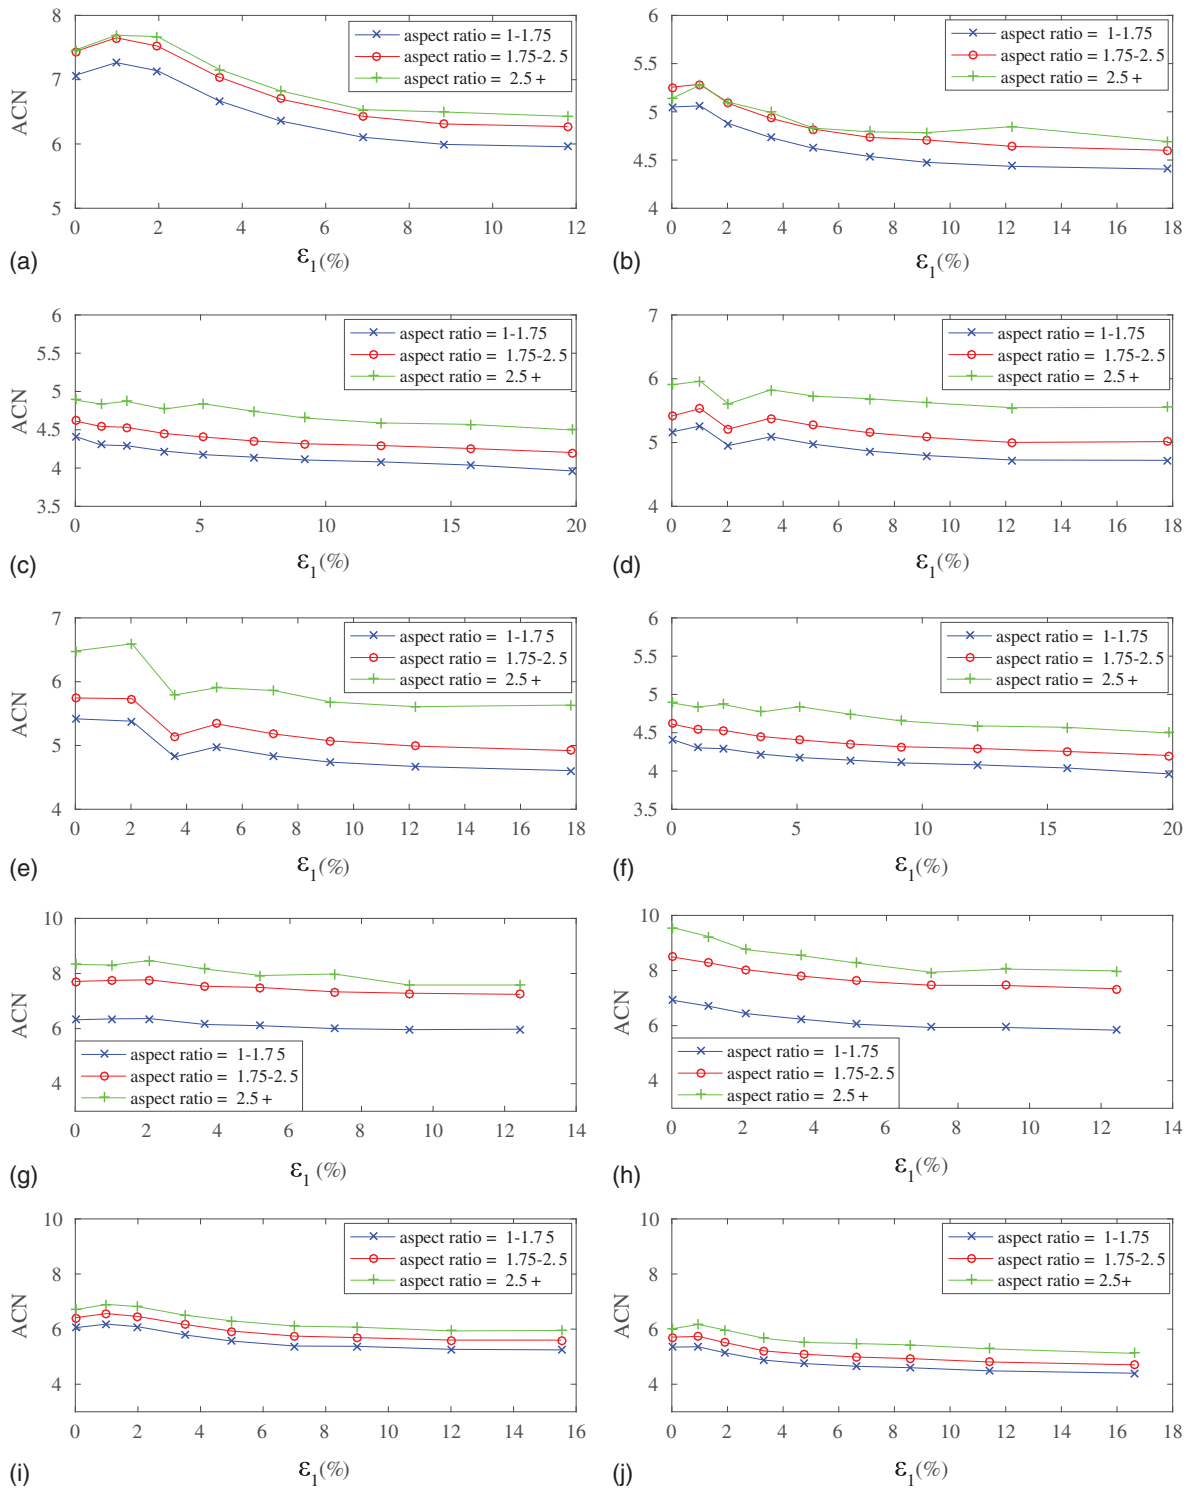 8
7
6
5
ACN
0 2 4 6 8 10 12
ε1(%)
aspect ratio = 1-1.75
aspect ratio = 1.75-2.5
aspect ratio = 2.5 +
(a)
6
5.5
5
4.5
4
0 2 4 6 8 10 12 14 16 18
ε1(%)
aspect ratio = 1-1.75
aspect ratio = 1.75-2.5
aspect ratio = 2.5 +
(b)
6
5.5
5
4.5
4
3.5
ACN
0 5 10 15 20
ε1(%)
aspect ratio = 1-1.75
aspect ratio = 1.75-2.5
aspect ratio = 2.5 +
(c)
7
6
5
4
0 2 4 6 8 10 12 14 16 18
ε1(%)
aspect ratio = 1-1.75
aspect ratio = 1.75-2.5
aspect ratio = 2.5 +
(d)
7
6
5
4
ACN
0 2 4 6 8 10 12 14 16 18
ε1(%)
aspect ratio = 1-1.75
aspect ratio = 1.75-2.5
aspect ratio = 2.5 +
(e)
6
5.5
5
4.5
4
3.5
0 5 10 15 20
ε1(%)
aspect ratio = 1-1.75
aspect ratio = 1.75-2.5
aspect ratio = 2.5 +
(f)
10
8
6
4
ACN
0 2 4 6 8 10 12 14
ε1 (%)
aspect ratio = 1-1.75
aspect ratio = 1.75-2.5
aspect ratio = 2.5 +
(g)
10
8
6
4
ACN
0 2 4 6 8 10 12 14
ε1(%)
aspect ratio = 1-1.75
aspect ratio = 1.75-2.5
aspect ratio = 2.5 +
(h)
10
8
6
4
ACN
0 2 4 6 8 10 12 14 16
ε1(%)
aspect ratio = 1-1.75
aspect ratio = 1.75-2.5
aspect ratio = 2.5 +
(i)
10
8
6
4
ACN
0 2 4 6 8 10 12 14 16 18
ε1(%)
aspect ratio = 1-1.75
aspect ratio = 1.75-2.5
aspect ratio = 2.5+
(j)